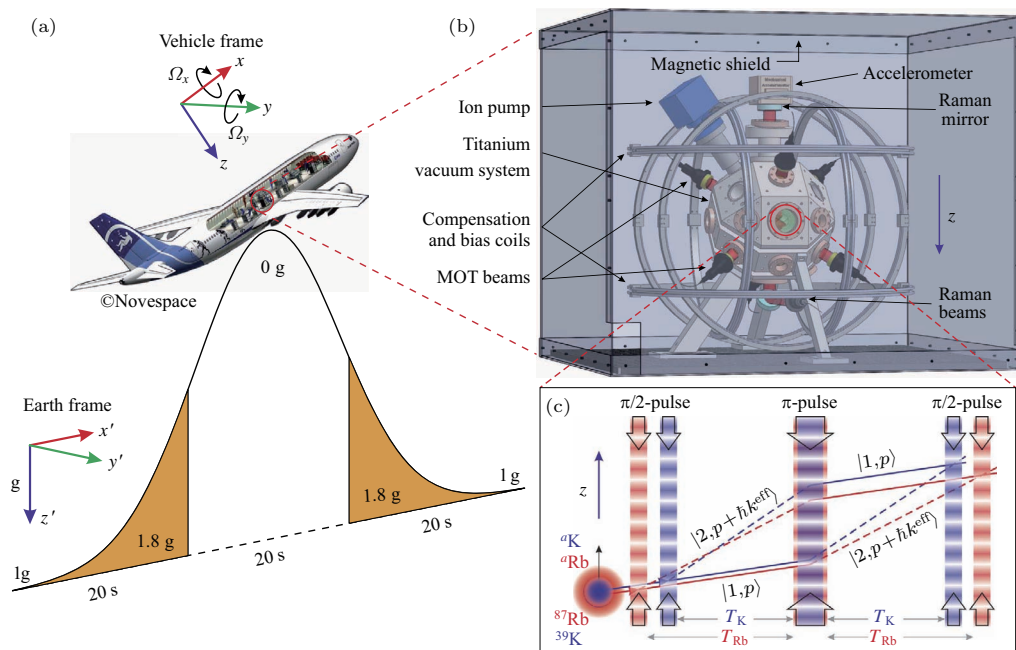 (a)
Vehicle frame
x
Ωx
y
Ωy
z
©Novespace
0 g
Earth frame
x′
y′
g
z′
1.8 g
1.8 g
1g
1 g
20 s
20 s
20 s
(b)
Magnetic shield
Accelerometer
Ion pump
Raman
mirror
Titanium
vacuum system
Compensation
and bias coils
MOT beams
z
Raman
beams
(c)
π/2-pulse
π-pulse
π/2-pulse
z
|1,p⟩
|2,p+ℏk^eff⟩
|2,p+ℏk^eff⟩
|1,p⟩
ᵃK
ᵃRb
⁸⁷Rb
³⁹K
T_K
T_K
T_Rb
T_Rb